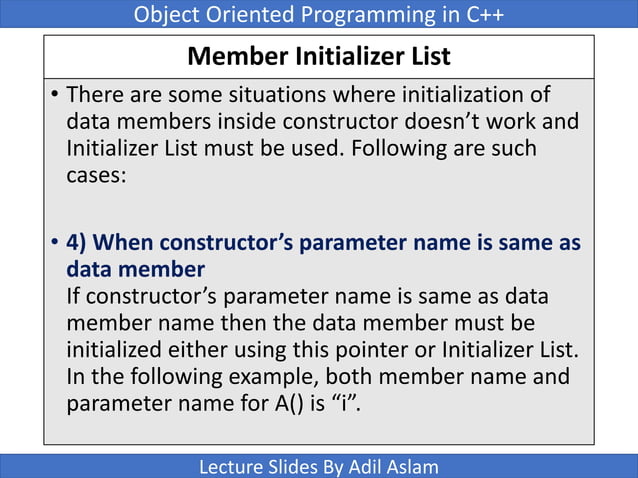 Object Oriented Programming in C++
Member Initializer List
• There are some situations where initialization of
data members inside constructor doesn’t work and
Initializer List must be used. Following are such
cases:
• 4) When constructor’s parameter name is same as
data member
If constructor’s parameter name is same as data
member name then the data member must be
initialized either using this pointer or Initializer List.
In the following example, both member name and
parameter name for A() is “i”.
Lecture Slides By Adil Aslam